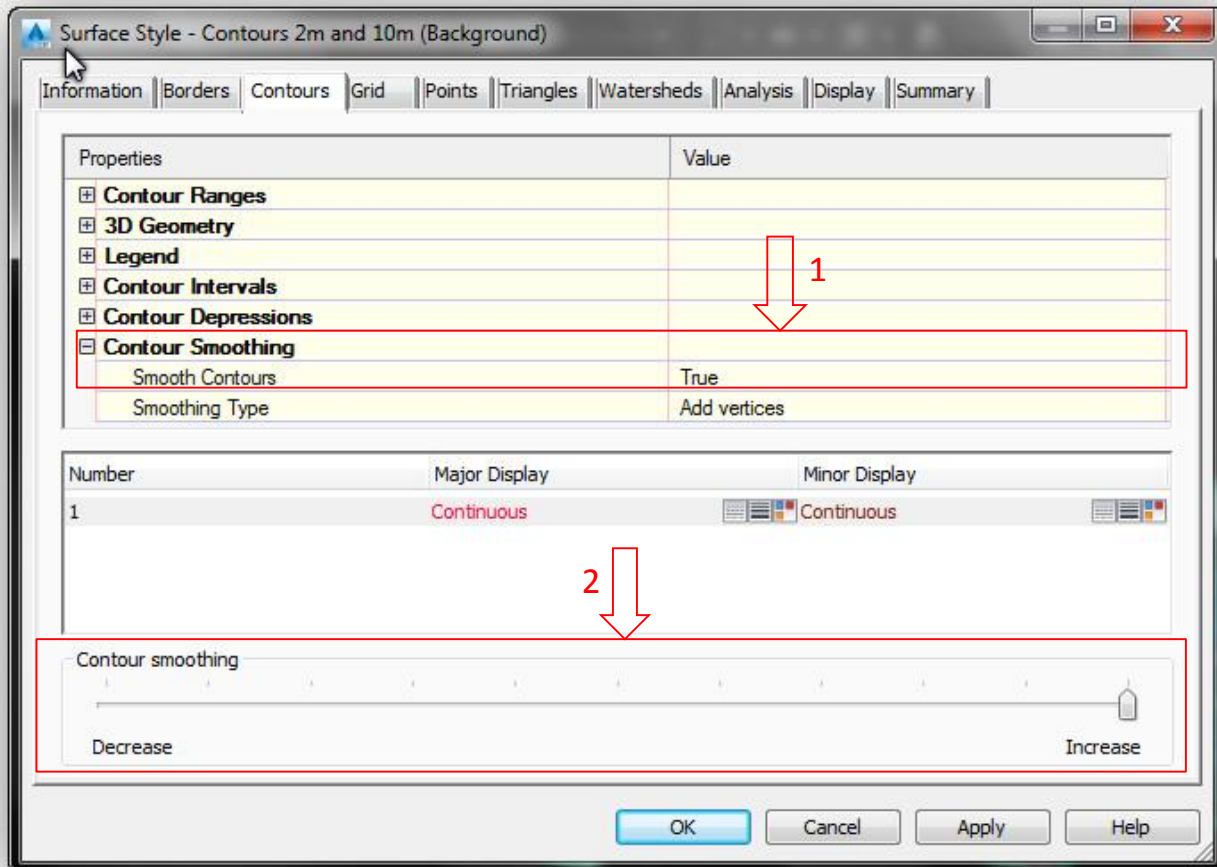 Surface Style - Contours 2m and 10m (Background)
Information Borders Contours Grid Points Triangles Watersheds Analysis Display Summary
Properties Value
Contour Ranges
3D Geometry
Legend
1
Contour Intervals
Contour Depressions
Contour Smoothing
Smooth Contours True
Smoothing Type Add vertices
Number Major Display Minor Display
1 Continuous Continuous
2
Contour smoothing
Decrease Increase
OK Cancel Apply Help